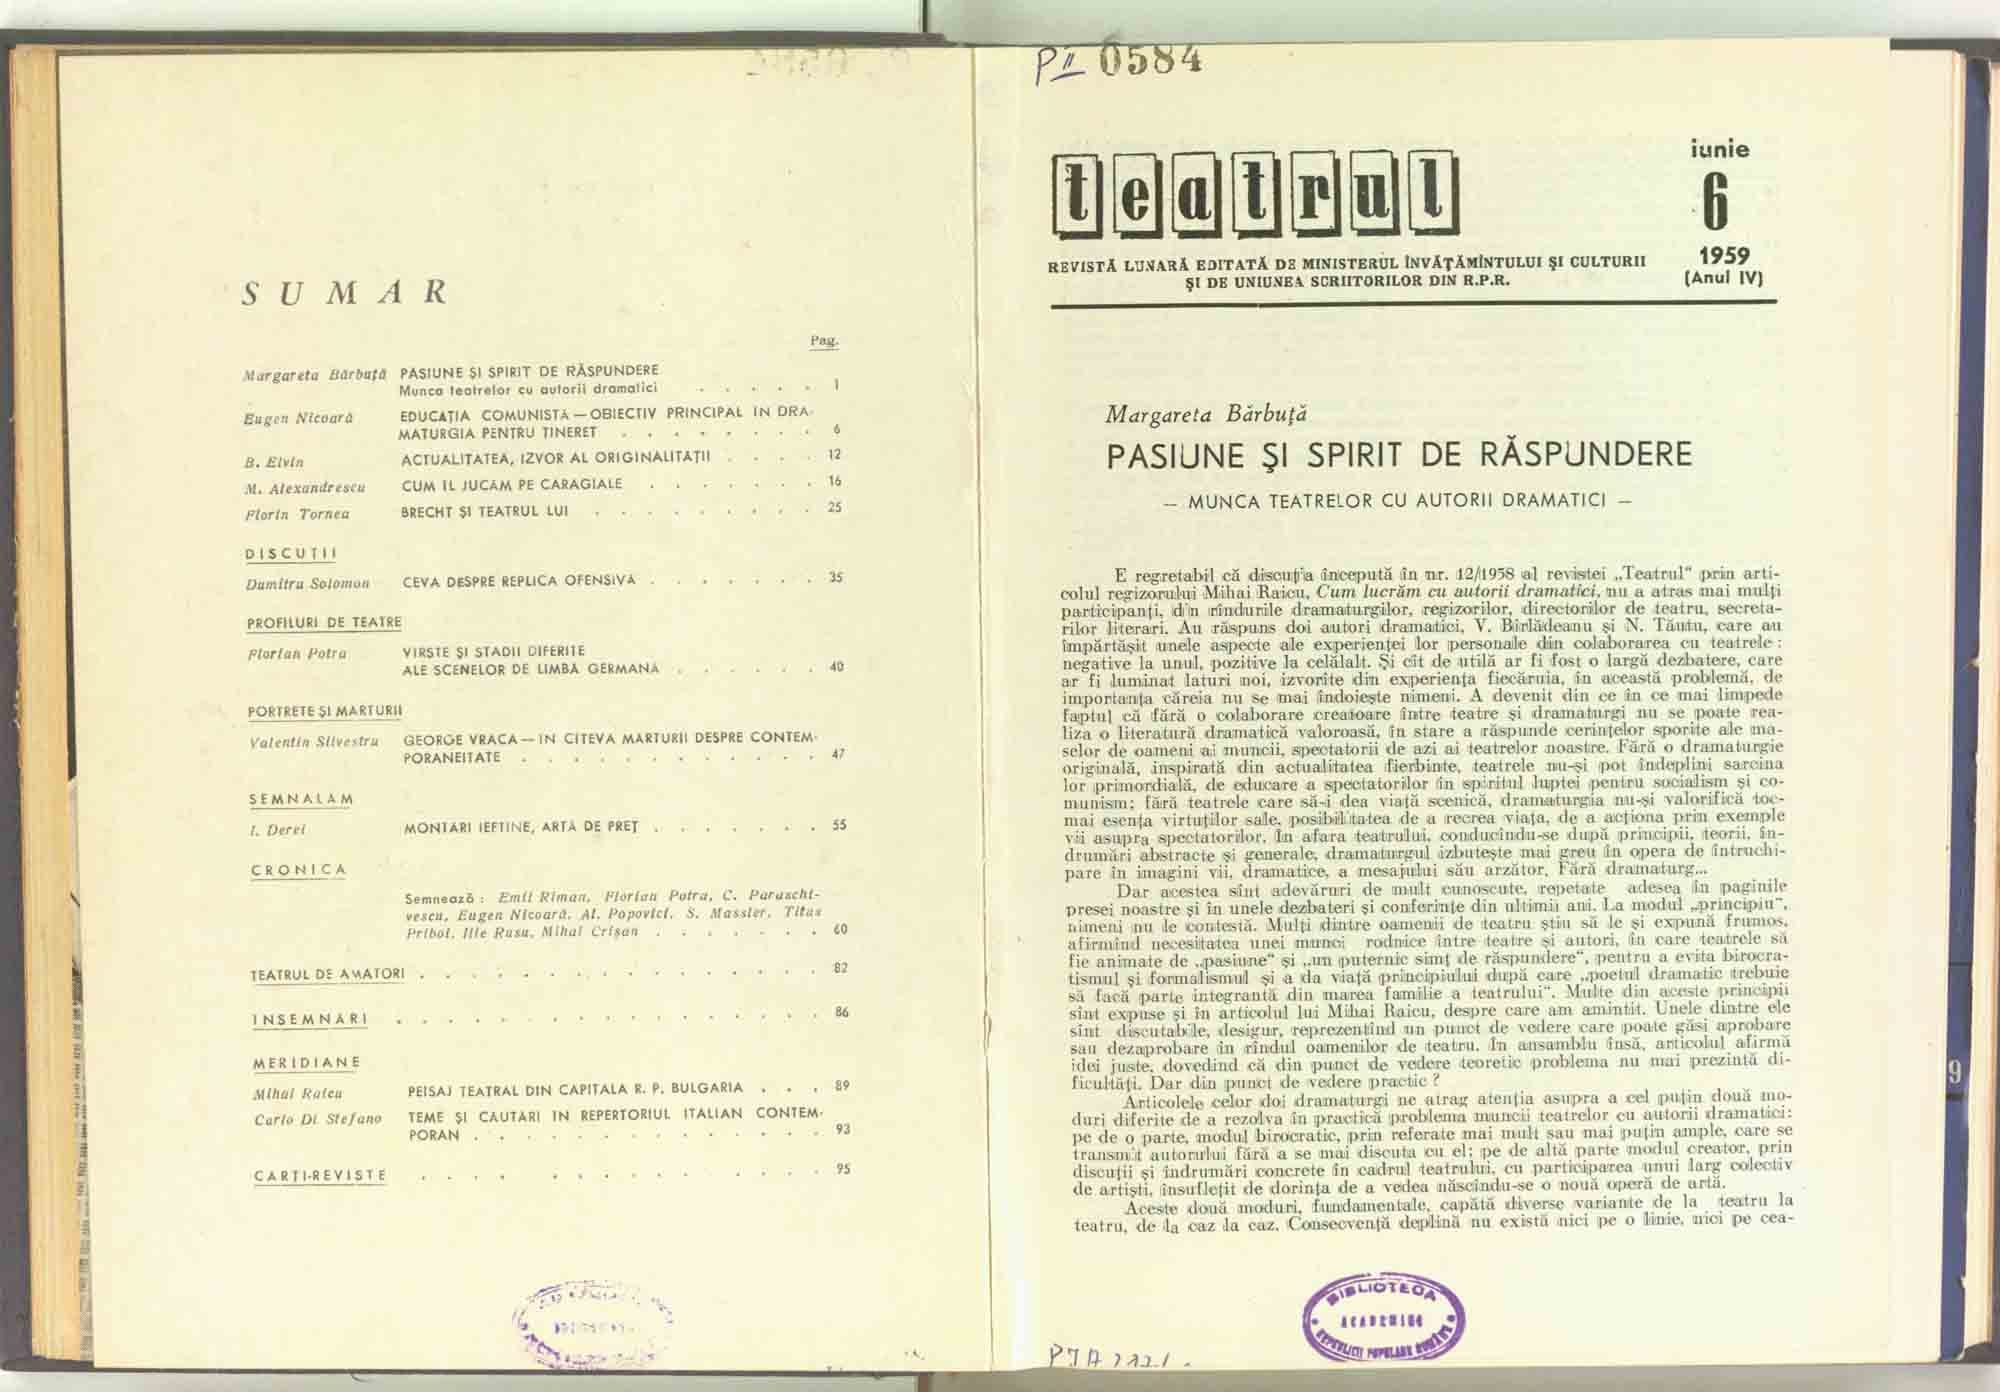 SUMAR
Pag.
Margareta Bărbuță PASIUNE ȘI SPIRIT DE RĂSPUNDERE
Munca teatrelor cu autorii dramatici . . . . . 1
Eugen Nicoară EDUCAȚIA COMUNISTĂ — OBIECTIV PRINCIPAL IN DRA-
MATURGIA PENTRU TINERET . . . . . . . . 6
B. Elvin ACTUALITATEA, IZVOR AL ORIGINALITAȚII . . . . 12
M. Alexandrescu CUM IL JUCAM PE CARAGIALE . . . . . . . 16
Florin Tornea BRECHT ȘI TEATRUL LUI . . . . . . . . . 25
DISCUȚII
Dumitru Solomon CEVA DESPRE REPLICA OFENSIVĂ . . . . . . . 35
PROFILURI DE TEATRE
Florian Potra VIRSTE ȘI STADII DIFERITE
ALE SCENELOR DE LIMBĂ GERMANĂ . . . . . . 40
PORTRETE ȘI MARTURII
Valentin Silvestru GEORGE VRACA — IN CITEVA MARTURII DESPRE CONTEM-
PORANEITATE . . . . . . . . . . . . 47
SEMNALAM
I. Derei MONTARI IEFTINE, ARTĂ DE PREȚ . . . . . . . 55
CRONICA
Semnează : Emil Riman, Florian Potra, C. Paraschi-
vescu, Eugen Nicoară, Al. Popovici, S. Massler, Titus
Priboi, Ilie Rusu, Mihai Crișan . . . . . . . 60
TEATRUL DE AMATORI . . . . . . . . . . . . . . . . 82
INSEMNARI . . . . . . . . . . . . . . . . . 86
MERIDIANE
Mihai Raicu PEISAJ TEATRAL DIN CAPITALA R. P. BULGARIA . . . 89
Carlo Di Stefano TEME ȘI CAUTARI IN REPERTORIUL ITALIAN CONTEM-
PORAN . . . . . . . . . . . . . . 93
CARȚI-REVISTE . . . . . . . . . . . . . . . 95
PII 0584
teatrul
iunie
6
1959
(Anul IV)
REVISTĂ LUNARĂ EDITATĂ DE MINISTERUL ÎNVĂȚĂMÎNTULUI ȘI CULTURII
ȘI DE UNIUNEA SCRIITORILOR DIN R.P.R.
Margareta Bărbuță
PASIUNE ȘI SPIRIT DE RĂSPUNDERE
— MUNCA TEATRELOR CU AUTORII DRAMATICI —
E regretabil că discuția începută în nr. 12/1958 al revistei „Teatrul“ prin arti-
colul regizorului Mihai Raicu, Cum lucrăm cu autorii dramatici, nu a atras mai mulți
participanți, din rîndurile dramaturgilor, regizorilor, directorilor de teatru, secreta-
rilor literari. Au răspuns doi autori dramatici, V. Bîrlădeanu și N. Tăutu, care au
împărtășit unele aspecte ale experienței lor personale din colaborarea cu teatrele :
negative la unul, pozitive la celălalt. Și cît de utilă ar fi fost o largă dezbatere, care
ar fi luminat laturi noi, izvorîte din experiența fiecăruia, în această problemă, de
importanța căreia nu se mai îndoiește nimeni. A devenit din ce în ce mai limpede
faptul că fără o colaborare creatoare între teatre și dramaturgi nu se poate rea-
liza o literatură dramatică valoroasă, în stare a răspunde cerințelor sporite ale ma-
selor de oameni ai muncii, spectatorii de azi ai teatrelor noastre. Fără o dramaturgie
originală, inspirată din actualitatea fierbinte, teatrele nu-și pot îndeplini sarcina
lor primordială, de educare a spectatorilor în spiritul luptei pentru socialism și co-
munism; fără teatrele care să-i dea viață scenică, dramaturgia nu-și valorifică toc-
mai esența virtuților sale, posibilitatea de a recrea viața, de a acționa prin exemple
vii asupra spectatorilor. În afara teatrului, conducîndu-se după principii, teorii, în-
drumări abstracte și generale, dramaturgul izbutește mai greu în opera de întruchi-
pare în imagini vii, dramatice, a mesajului său arzător. Fără dramaturg...
Dar acestea sînt adevăruri de mult cunoscute, repetate adesea în paginile
presei noastre și în unele dezbateri și conferințe din ultimii ani. La modul „principiu“,
nimeni nu le contestă. Mulți dintre oamenii de teatru știu să le și expună frumos,
afirmînd necesitatea unei munci rodnice între teatre și autori, în care teatrele să
fie animate de „pasiune“ și „un puternic simț de răspundere“, pentru a evita birocra-
tismul și formalismul și a da viață principiului după care „poetul dramatic trebuie
să facă parte integrantă din marea familie a teatrului“. Multe din aceste principii
sînt expuse și în articolul lui Mihai Raicu, despre care am amintit. Unele dintre ele
sînt discutabile, desigur, reprezentînd un punct de vedere care poate găsi aprobare
sau dezaprobare în rîndul oamenilor de teatru. În ansamblu însă, articolul afirmă
idei juste, dovedind că din punct de vedere teoretic problema nu mai prezintă di-
ficultăți. Dar din punct de vedere practic ?
Articolele celor doi dramaturgi ne atrag atenția asupra a cel puțin două mo-
duri diferite de a rezolva în practică problema muncii teatrelor cu autorii dramatici:
pe de o parte, modul birocratic, prin referate mai mult sau mai puțin ample, care se
transmit autorului fără a se mai discuta cu el; pe de altă parte modul creator, prin
discuții și îndrumări concrete în cadrul teatrului, cu participarea unui larg colectiv
de artiști, însuflețit de dorința de a vedea născîndu-se o nouă operă de artă.
Aceste două moduri, fundamentale, capătă diverse variante de la teatru la
teatru, de la caz la caz. Consecvență deplină nu există nici pe o linie, nici pe cea-
BIBLIOTECA
ACADEMIEI
REPUBLICII POPULARE ROMÂNE
9